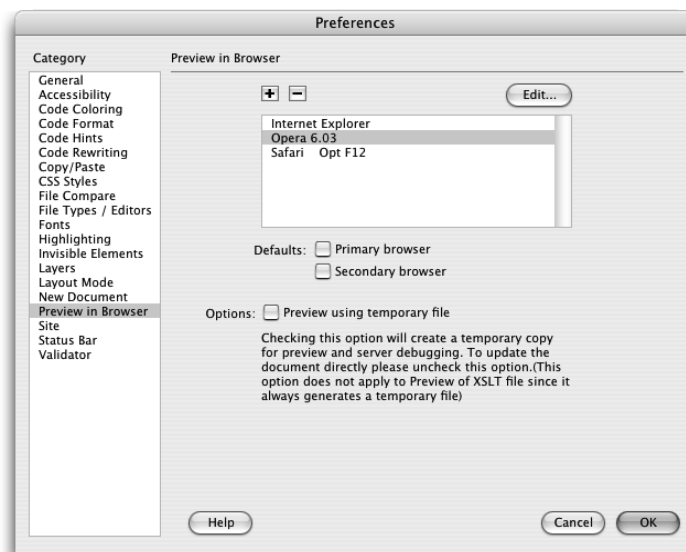 Preferences
Category
General
Accessibility
Code Coloring
Code Format
Code Hints
Code Rewriting
Copy/Paste
CSS Styles
File Compare
File Types / Editors
Fonts
Highlighting
Invisible Elements
Layers
Layout Mode
New Document
Preview in Browser
Site
Status Bar
Validator
Preview in Browser
Edit...
Internet Explorer
Opera 6.03
Safari Opt F12
Defaults: Primary browser
Secondary browser
Options: Preview using temporary file
Checking this option will create a temporary copy
for preview and server debugging. To update the
document directly please uncheck this option.(This
option does not apply to Preview of XSLT file since it
always generates a temporary file)
Help
Cancel
OK